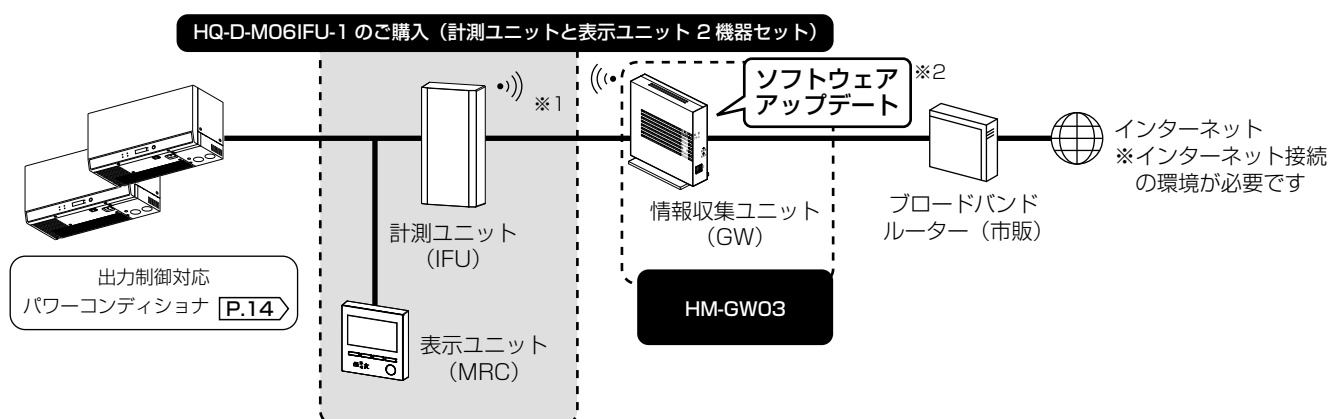 HQ-D-M06IFU-1 のご購入(計測ユニットと表示ユニット 2 機器セット)
ソフトウェア
アップデート
※2
※1
インターネット
※インターネット接続
の環境が必要です
計測ユニット
(IFU)
情報収集ユニット
(GW)
ブロードバンド
ルーター(市販)
出力制御対応
パワーコンディショナ P.14
HM-GW03
表示ユニット
(MRC)